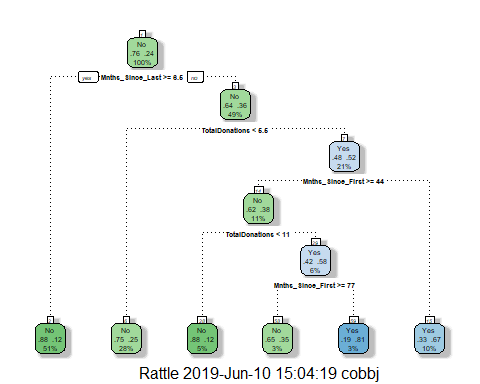 1
No
.76 .24
100%
yes
Mnths_Since_Last >= 6.5
no
3
No
.64 .36
49%
TotalDonations < 5.5
7
Yes
.48 .52
21%
Mnths_Since_First >= 44
14
No
.62 .38
11%
TotalDonations < 11
29
Yes
.42 .58
6%
Mnths_Since_First >= 77
2
No
.88 .12
51%
6
No
.75 .25
28%
28
No
.88 .12
5%
58
No
.65 .35
3%
59
Yes
.19 .81
3%
15
Yes
.33 .67
10%
Rattle 2019-Jun-10 15:04:19 cobbj